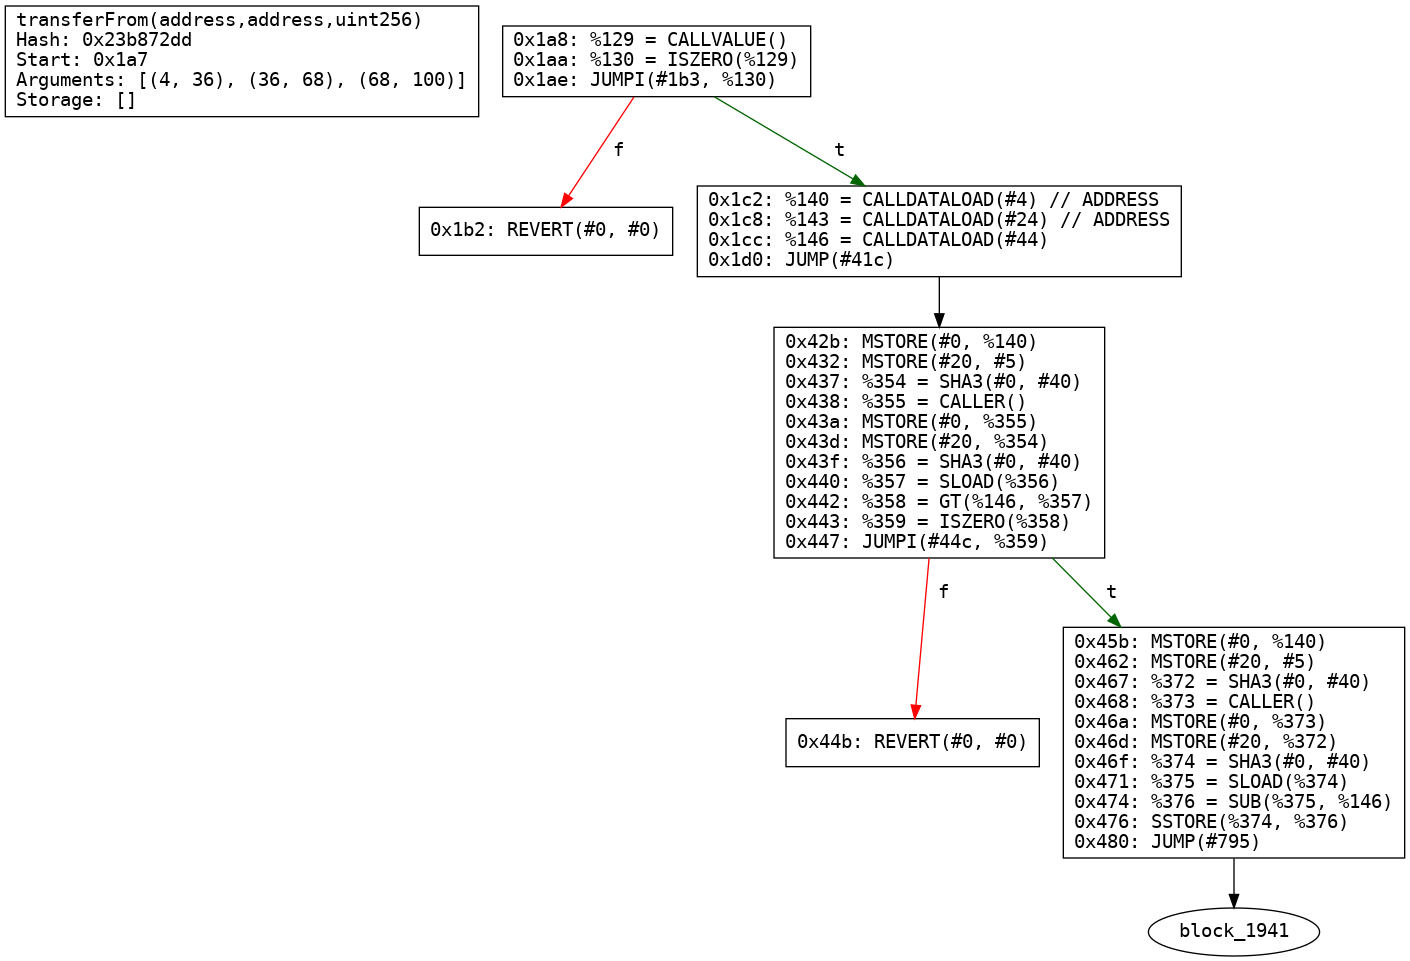 transferFrom(address,address,uint256)
Hash: 0x23b872dd
Start: 0x1a7
Arguments: [(4, 36), (36, 68), (68, 100)]
Storage: []
0x1a8: %129 = CALLVALUE()
0x1aa: %130 = ISZERO(%129)
0x1ae: JUMPI(#1b3, %130)
f
t
0x1b2: REVERT(#0, #0)
0x1c2: %140 = CALLDATALOAD(#4) // ADDRESS
0x1c8: %143 = CALLDATALOAD(#24) // ADDRESS
0x1cc: %146 = CALLDATALOAD(#44)
0x1d0: JUMP(#41c)
0x42b: MSTORE(#0, %140)
0x432: MSTORE(#20, #5)
0x437: %354 = SHA3(#0, #40)
0x438: %355 = CALLER()
0x43a: MSTORE(#0, %355)
0x43d: MSTORE(#20, %354)
0x43f: %356 = SHA3(#0, #40)
0x440: %357 = SLOAD(%356)
0x442: %358 = GT(%146, %357)
0x443: %359 = ISZERO(%358)
0x447: JUMPI(#44c, %359)
f
t
0x44b: REVERT(#0, #0)
0x45b: MSTORE(#0, %140)
0x462: MSTORE(#20, #5)
0x467: %372 = SHA3(#0, #40)
0x468: %373 = CALLER()
0x46a: MSTORE(#0, %373)
0x46d: MSTORE(#20, %372)
0x46f: %374 = SHA3(#0, #40)
0x471: %375 = SLOAD(%374)
0x474: %376 = SUB(%375, %146)
0x476: SSTORE(%374, %376)
0x480: JUMP(#795)
block_1941